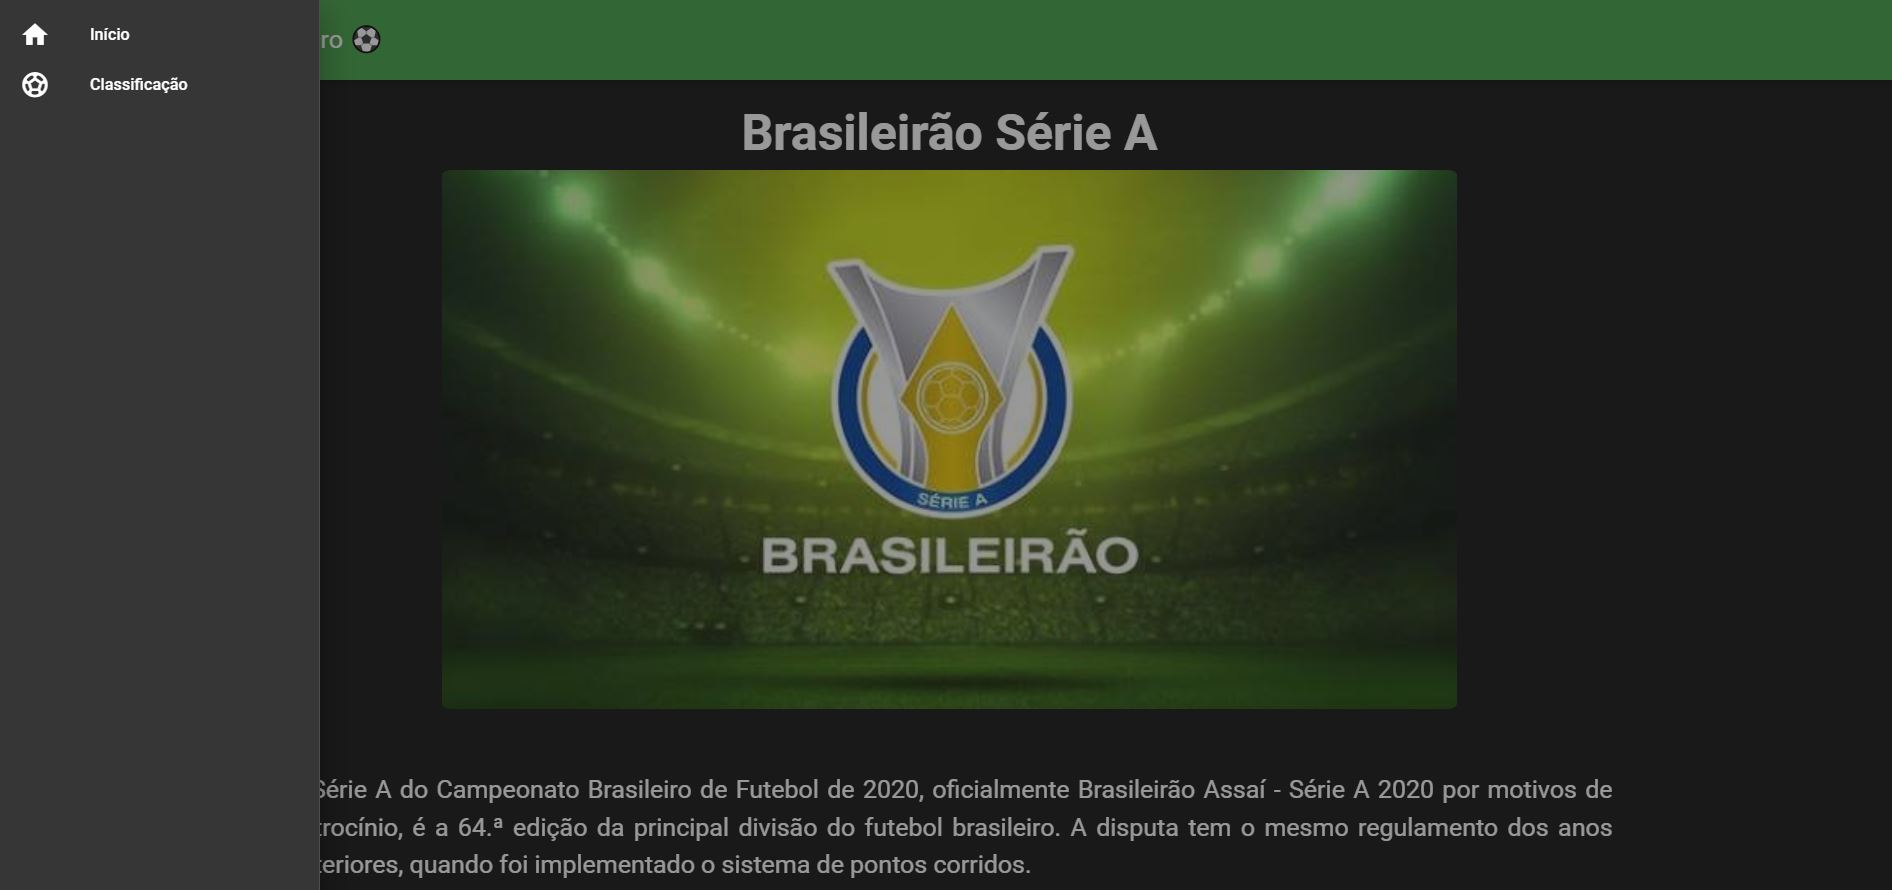 Início
ro
Classificação
Brasileirão Série A
SÉRIE A
BRASILEIRÃO
Série A do Campeonato Brasileiro de Futebol de 2020, oficialmente Brasileirão Assaí - Série A 2020 por motivos de
trocínio, é a 64.ª edição da principal divisão do futebol brasileiro. A disputa tem o mesmo regulamento dos anos
teriores, quando foi implementado o sistema de pontos corridos.